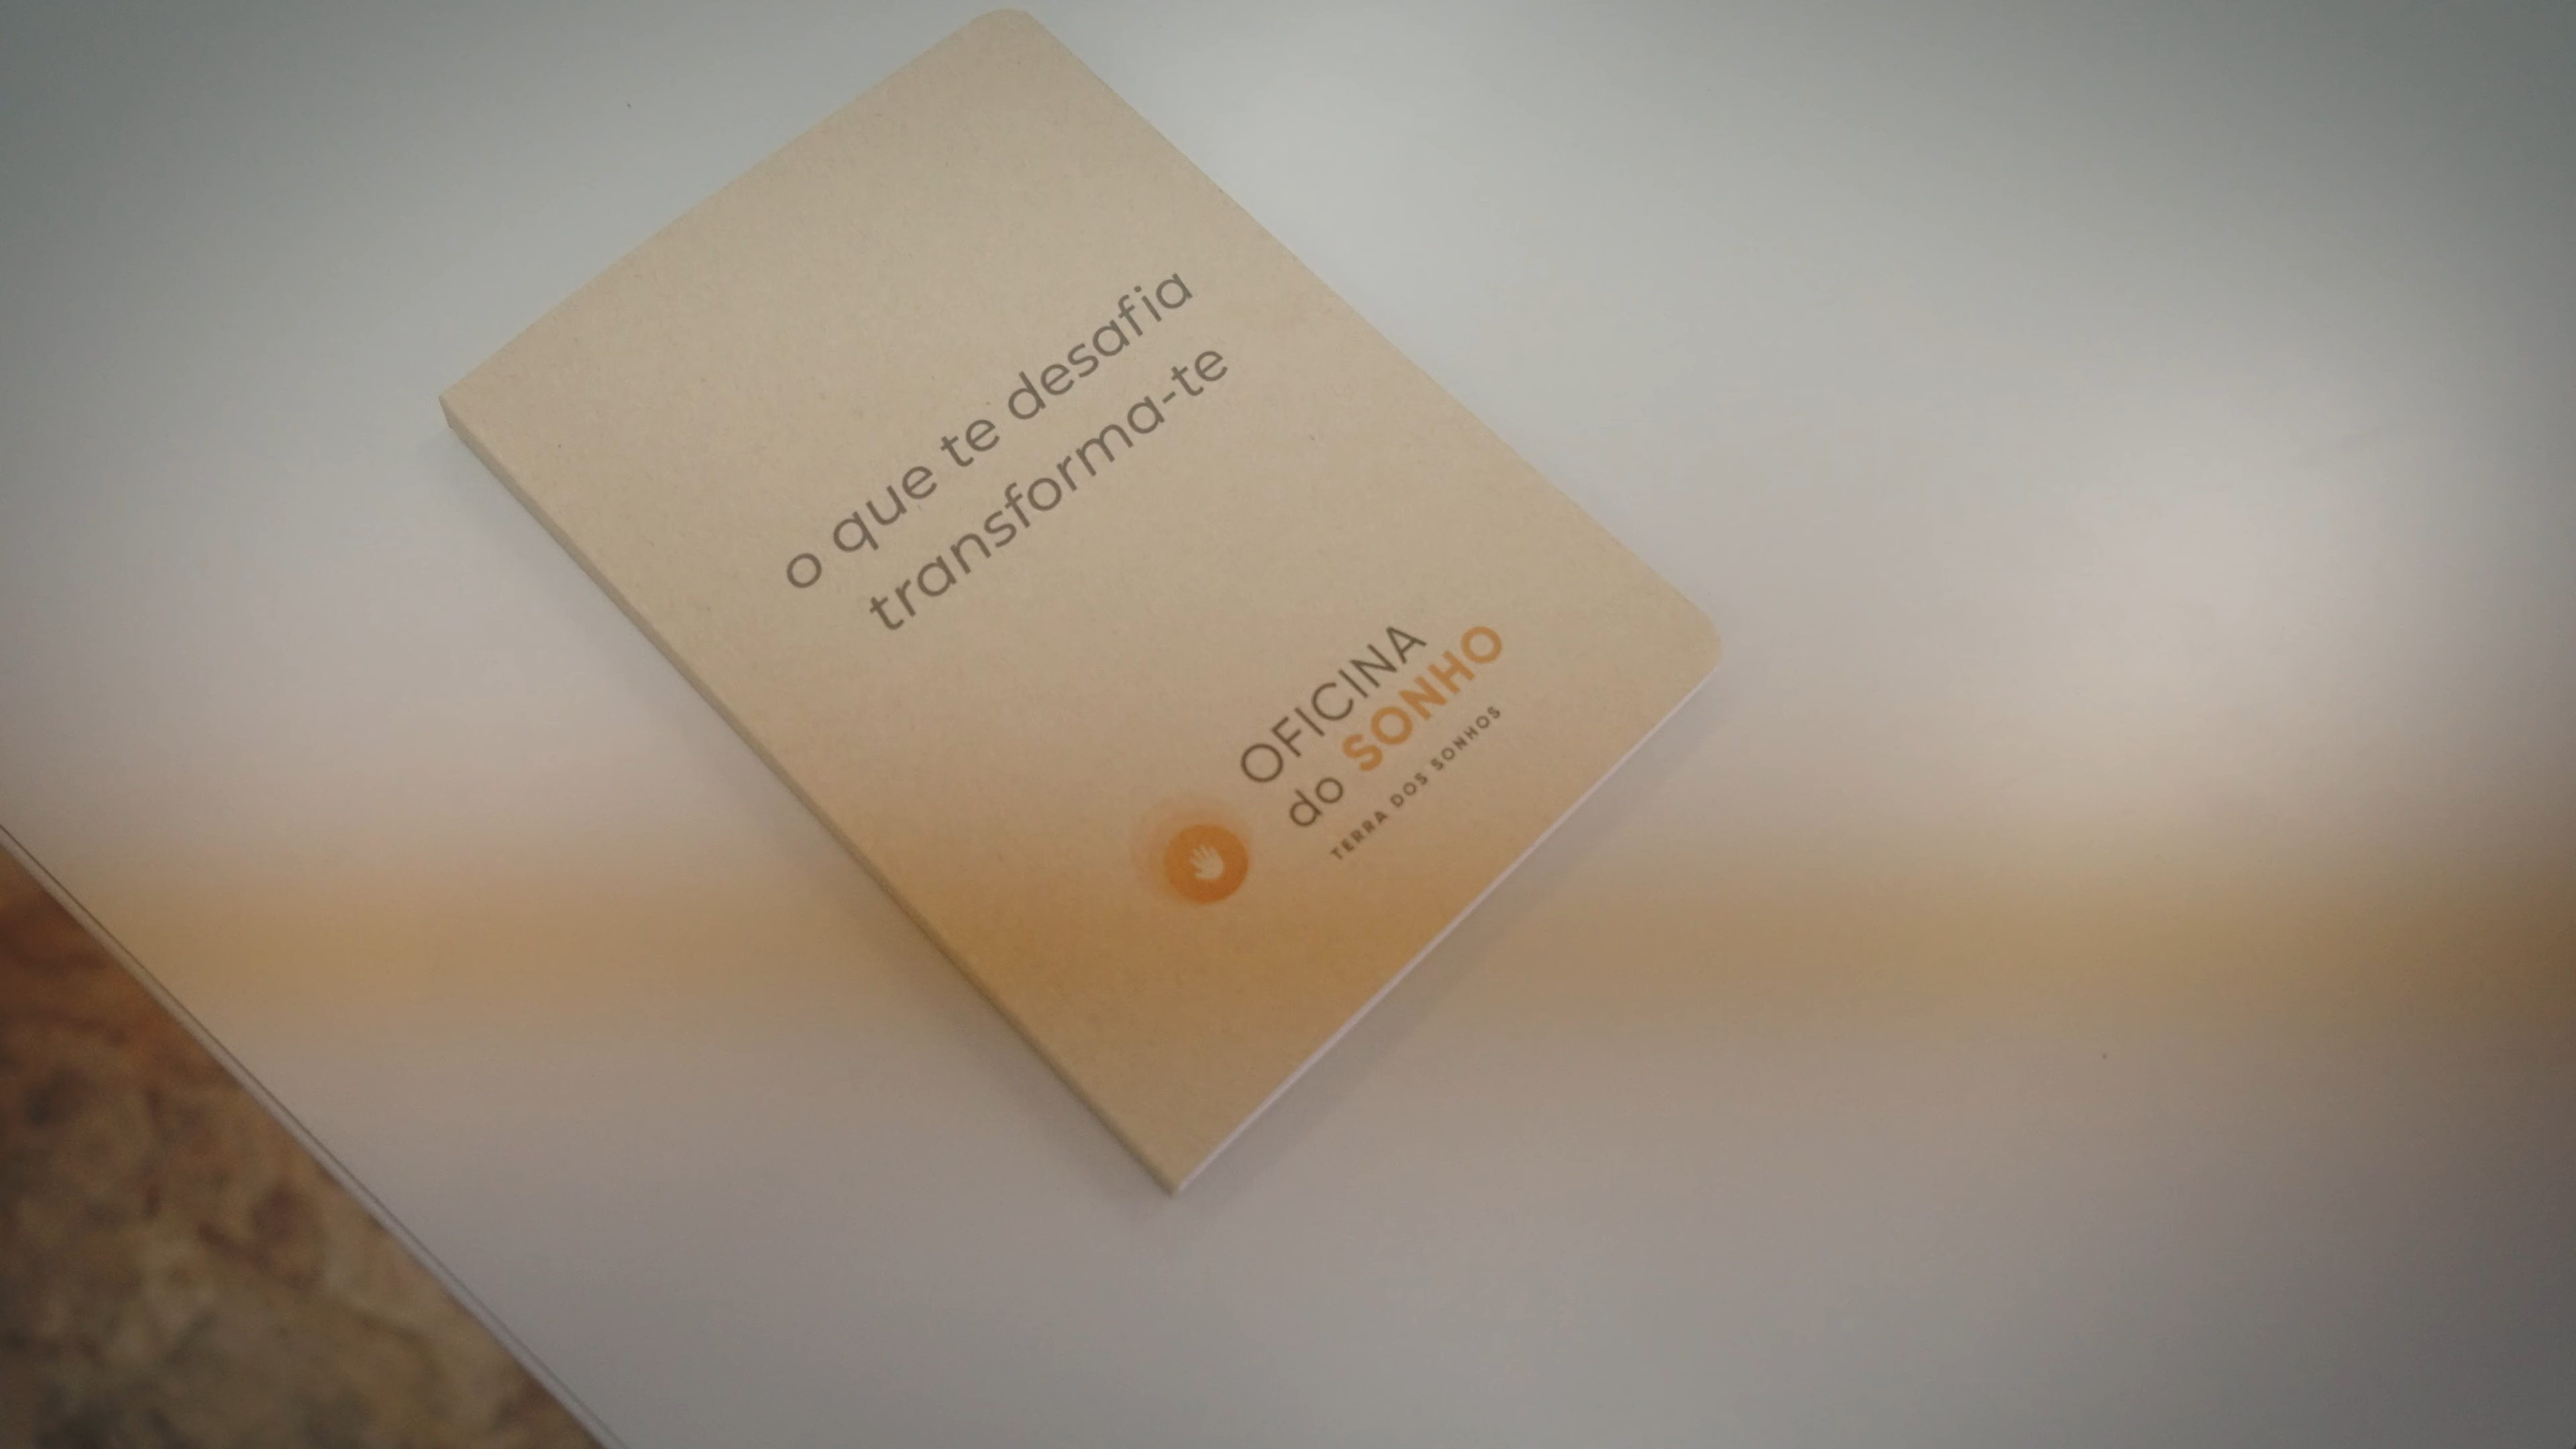 o que te desafia
transforma-te
OFICINA
do SONHO
TERRA DOS SONHOS